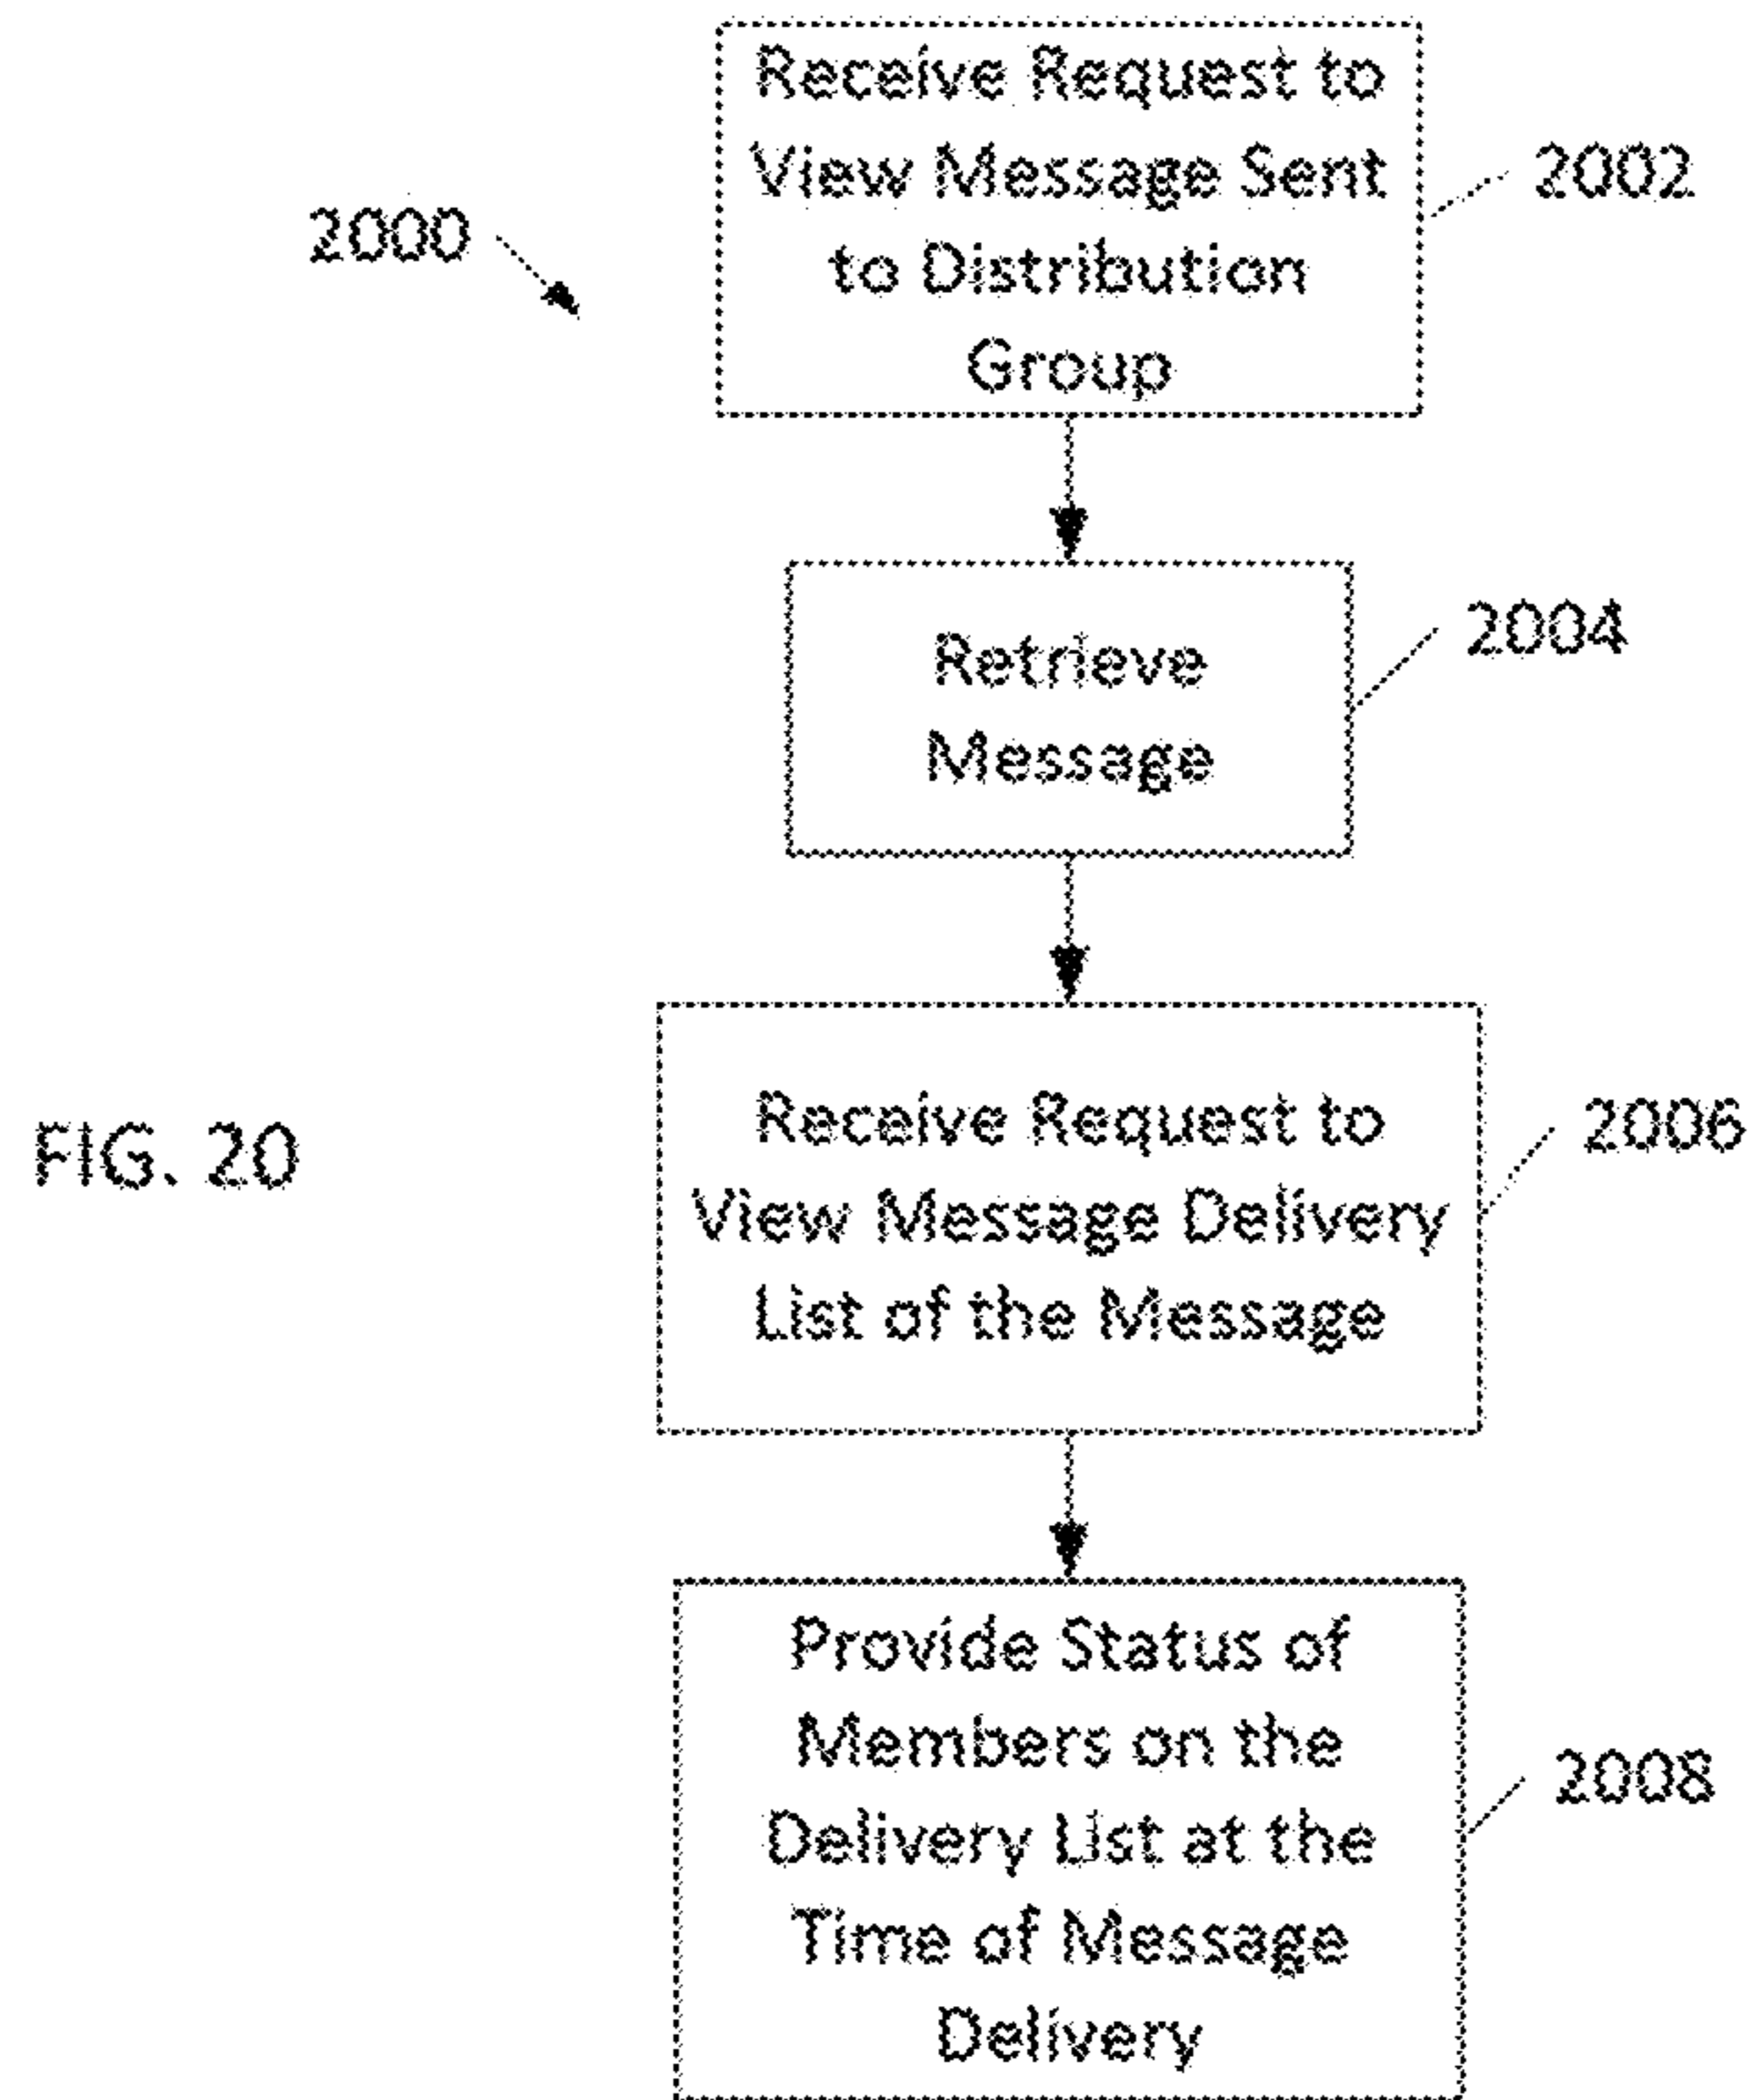 Receive Request to
View Message Sent
to Distribution
Group
2002
2000
Retrieve
Message
2004
Receive Request to
View Message Delivery
List of the Message
2006
FIG. 20
Provide Status of
Members on the
Delivery List at the
Time of Message
Delivery
2008